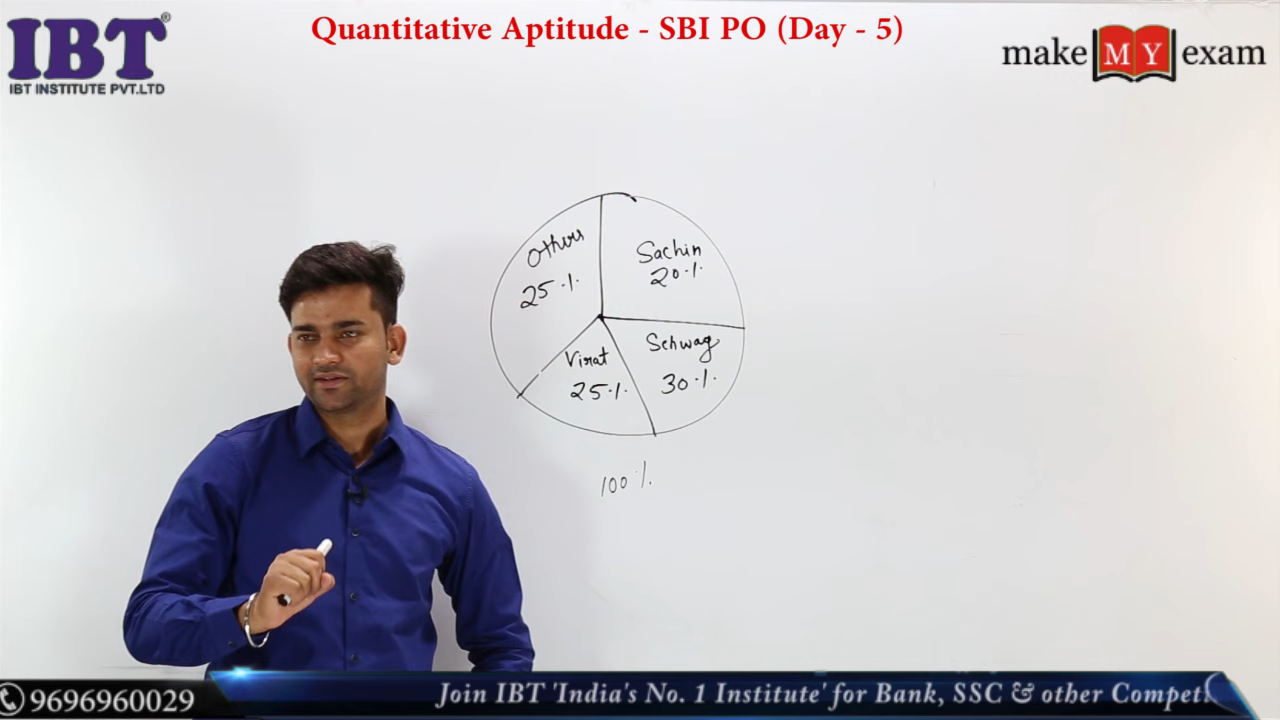 IBT®
IBT INSTITUTE PVT.LTD
Quantitative Aptitude - SBI PO (Day - 5)
make MY exam
Others
25%
Sachin
20%
Sehwag
30%
Virat
25%
100%
9696960029
Join IBT 'India's No. 1 Institute' for Bank, SSC & other Compet